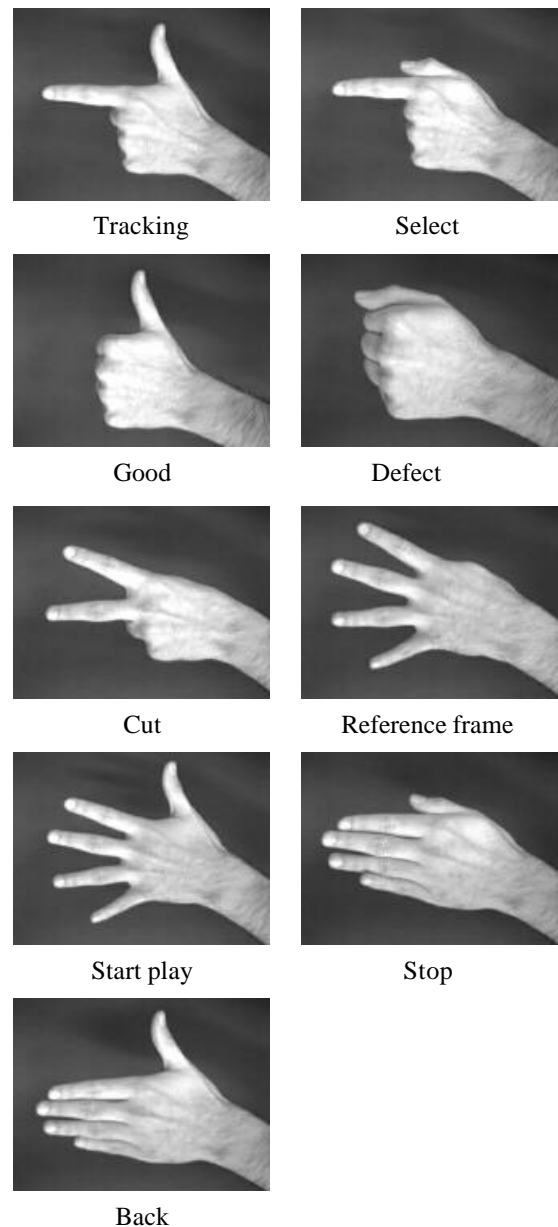 Tracking
Select
Good
Defect
Cut
Reference frame
Start play
Stop
Back